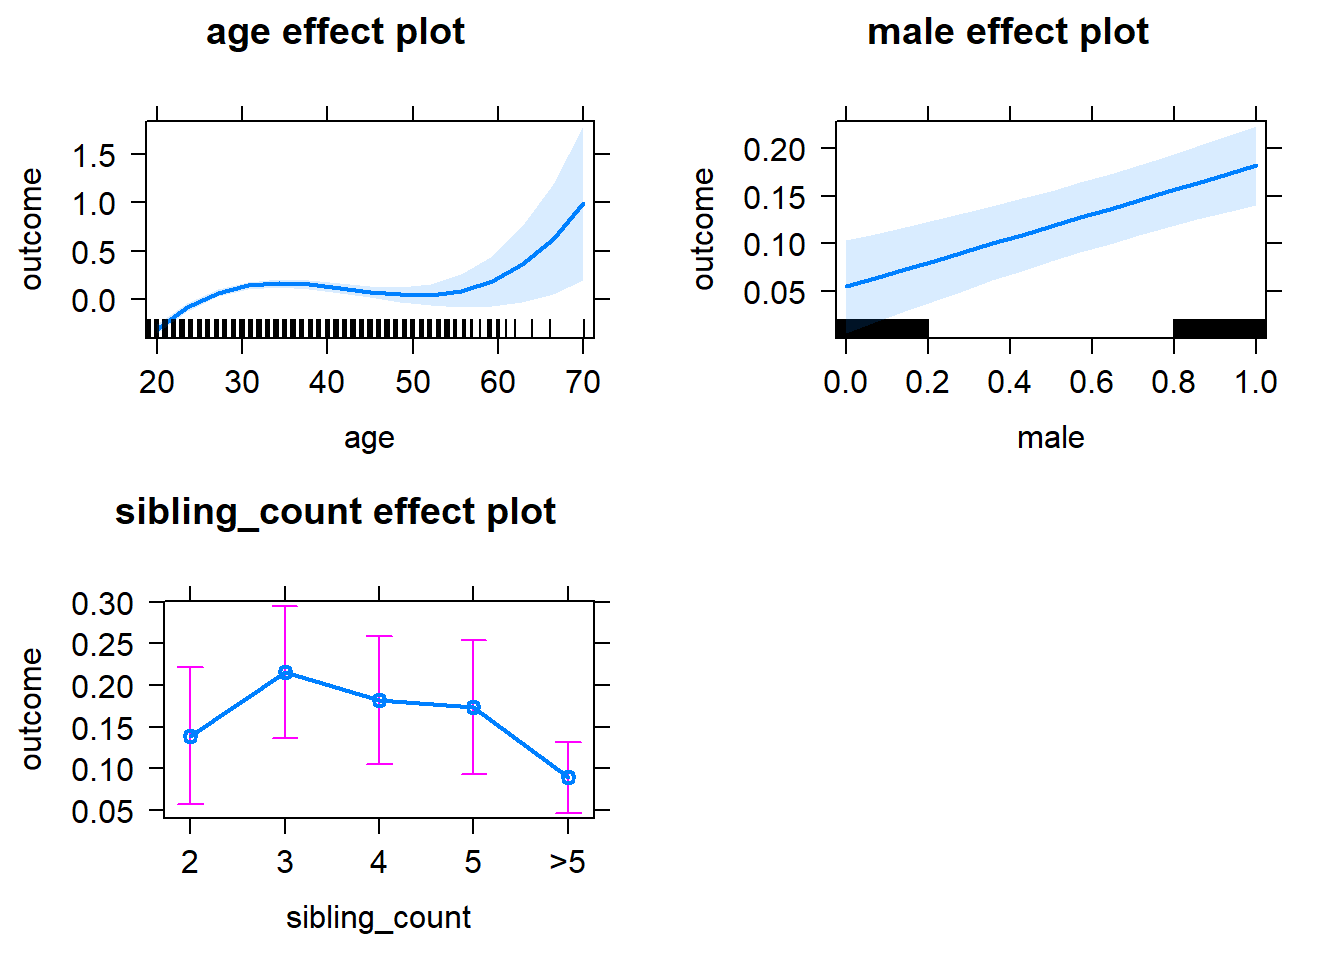 age effect plot
outcome
1.5
1.0
0.5
0.0
20 30 40 50 60 70
age
male effect plot
outcome
0.20
0.15
0.10
0.05
0.0 0.2 0.4 0.6 0.8 1.0
male
sibling_count effect plot
outcome
0.30
0.25
0.20
0.15
0.10
0.05
2 3 4 5 >5
sibling_count